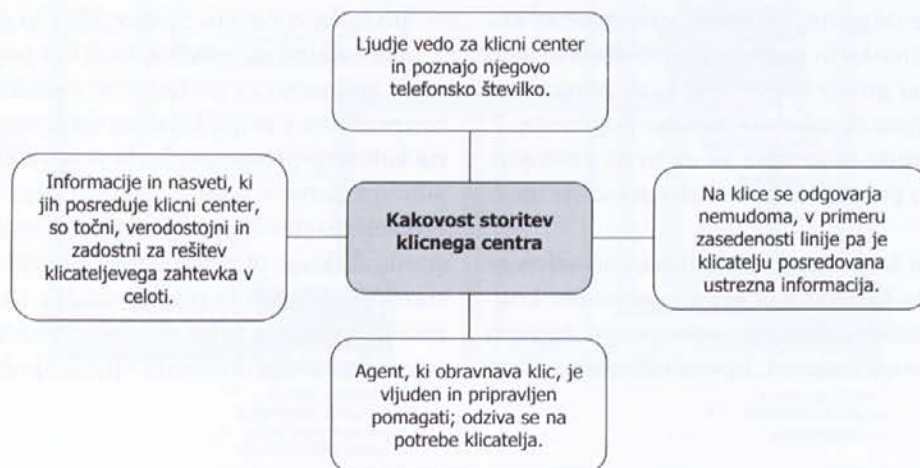 Ljudje vedo za klicni center
in poznajo njegovo
telefonsko številko.
Informacije in nasveti, ki
jih posreduje klicni center,
so točni, verodostojni in
zadostni za rešitev
klicateljevega zahtevka v
celoti.
Kakovost storitev
klicnega centra
Na klice se odgovarja
nemudoma, v primeru
zasedenosti linije pa je
klicatelju posredovana
ustrezna informacija.
Agent, ki obravnava klic, je
vljuden in pripravljen
pomagati; odziva se na
potrebe klicatelja.